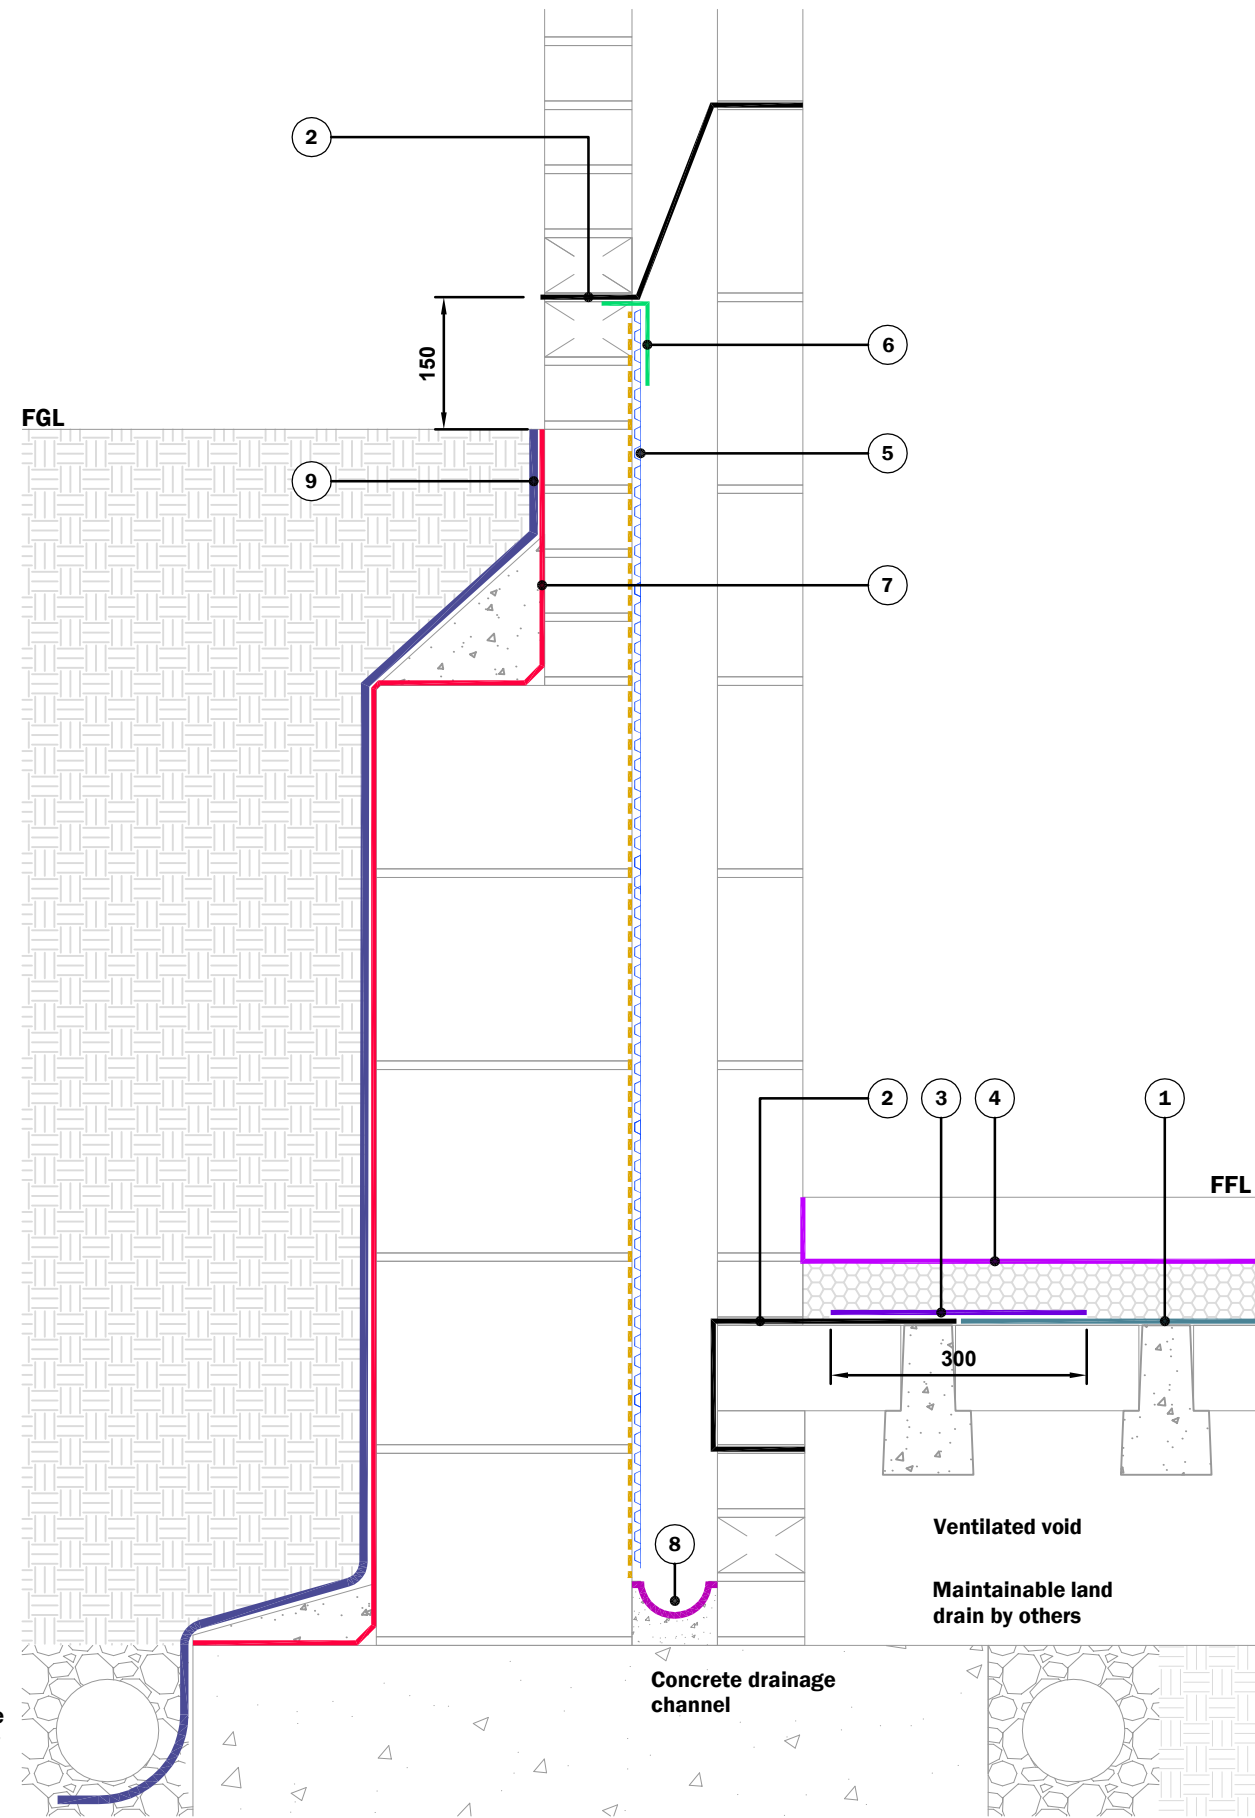 2
150
6
FGL
5
9
7
2
3
4
1
FFL
300
Ventilated void
8
Maintainable land
drain by others
Concrete drainage
channel